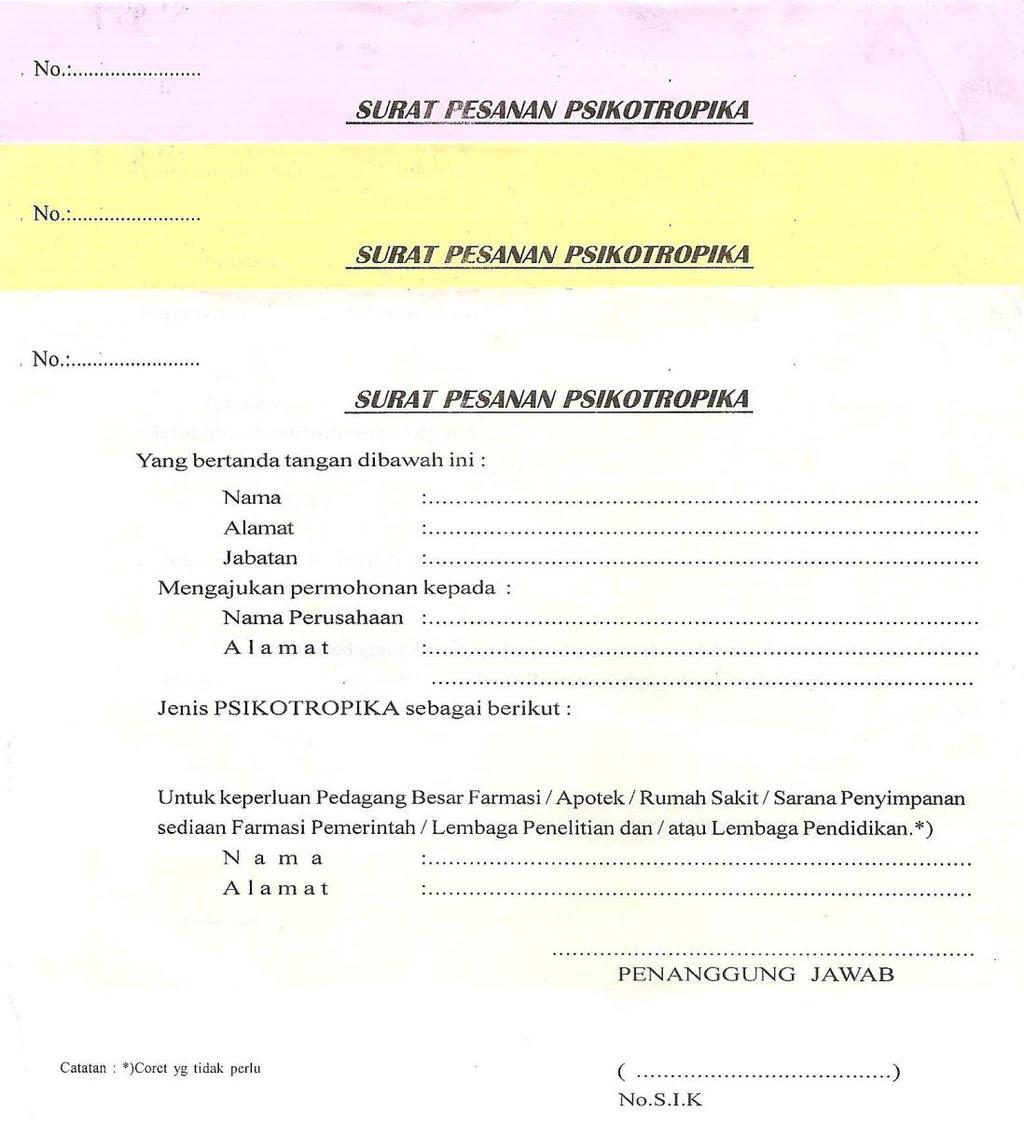 No.:........................
SURAT PESANAN PSIKOTROPIKA
No.:........................
SURAT PESANAN PSIKOTROPIKA
No.:........................
SURAT PESANAN PSIKOTROPIKA
Yang bertanda tangan dibawah ini :
Nama :........................
Alamat :........................
Jabatan :........................
Mengajukan permohonan kepada :
Nama Perusahaan :........................
A l a m a t :........................
........................
Jenis PSIKOTROPIKA sebagai berikut :
Untuk keperluan Pedagang Besar Farmasi / Apotek / Rumah Sakit / Sarana Penyimpanan
sediaan Farmasi Pemerintah / Lembaga Penelitian dan / atau Lembaga Pendidikan.*)
N a m a :........................
A l a m a t :........................
........................
PENANGGUNG JAWAB
Catatan : *)Coret yg tidak perlu
( ........................)
No.S.I.K